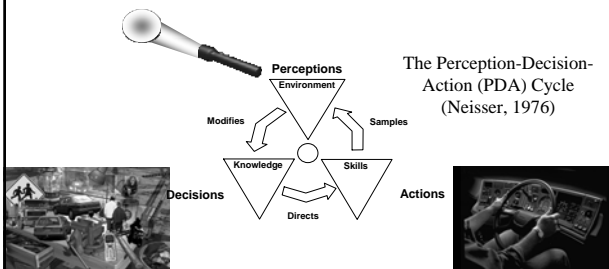 The Perception-Decision-
Action (PDA) Cycle
(Neisser, 1976)
Perceptions
Environment
Modifies
Samples
Knowledge
Skills
Decisions
Actions
Directs